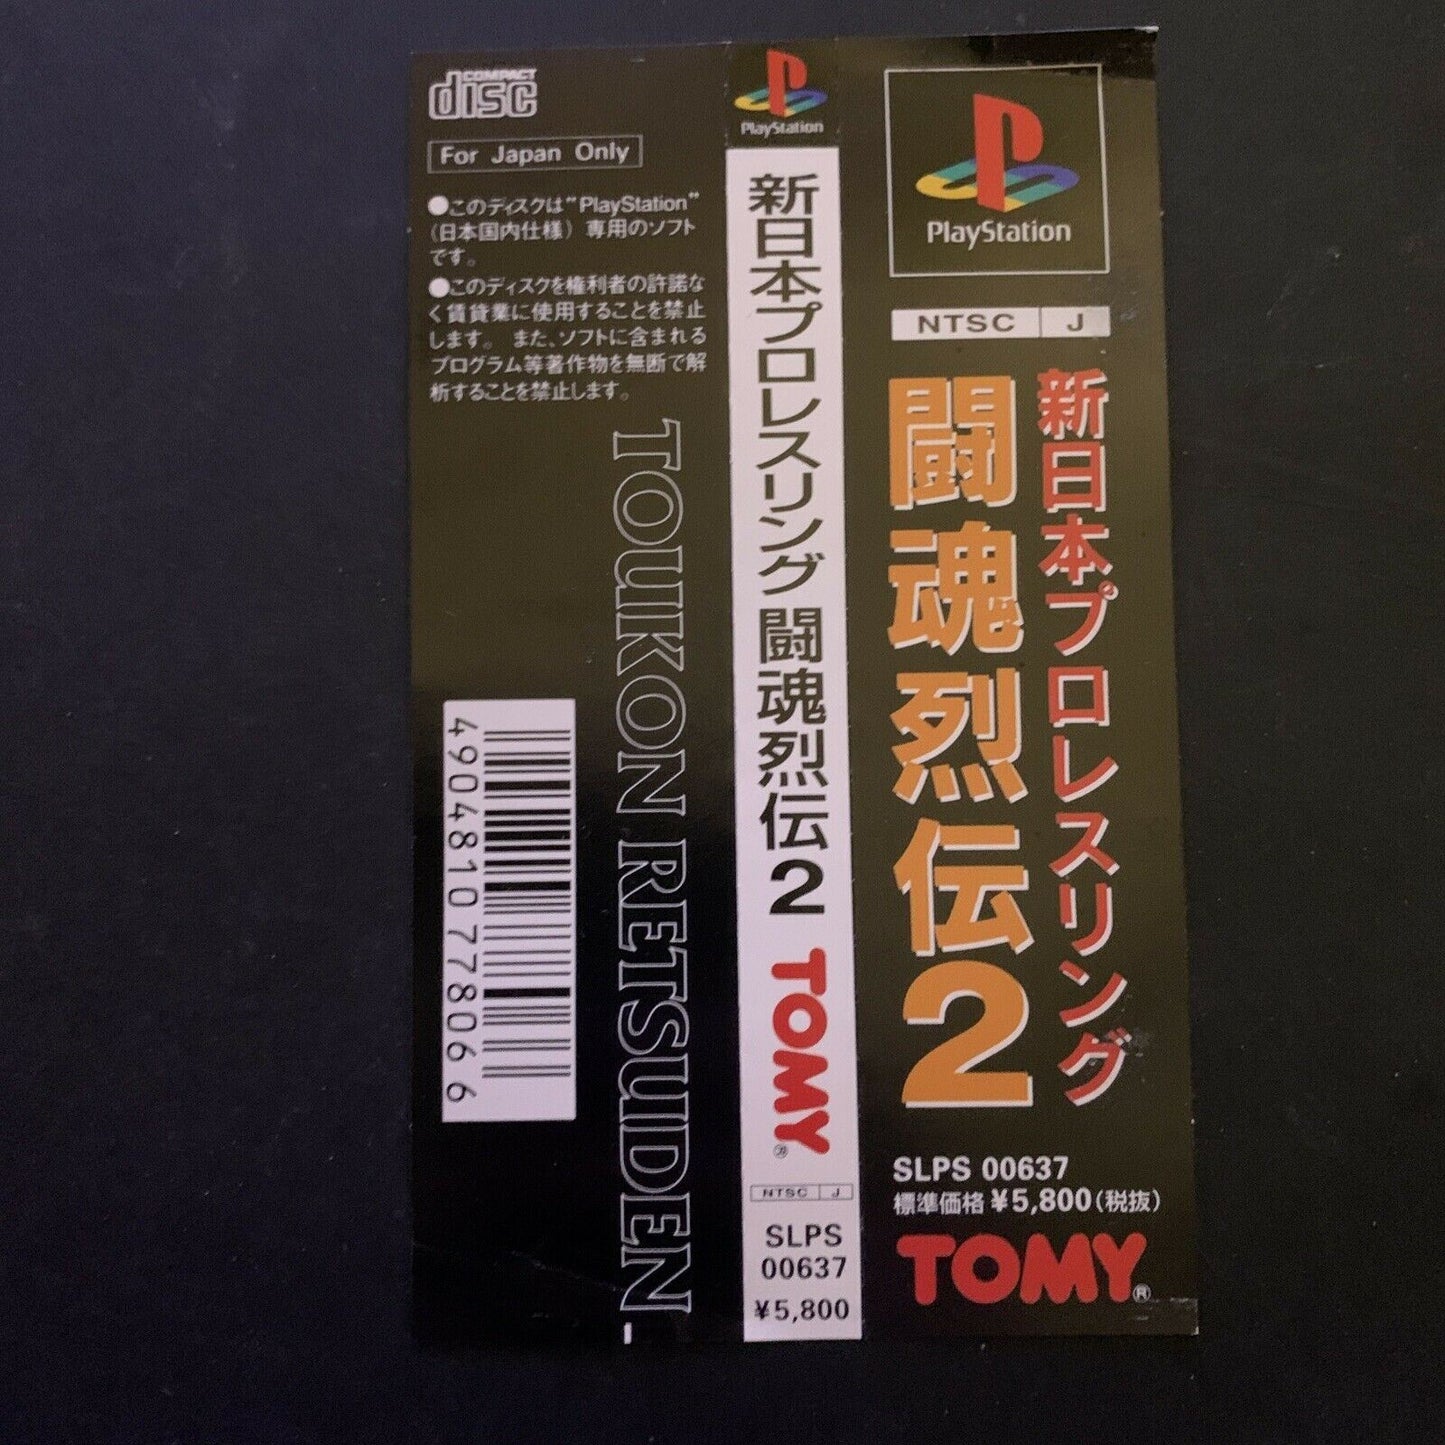 COMPACT
disc
For Japan Only
●このディスクは“PlayStation”
(日本国内仕様)専用のソフト
です。
●このディスクを権利者の許諾な
く賃貸業に使用することを禁止
します。また、ソフトに含まれる
プログラム等著作物を無断で解
析することを禁止します。
TOUKON RETSUDEN
4904810778066
PlayStation
新日本プロレスリング 闘魂烈伝2
TOMY®
NTSC J
SLPS
00637
¥5,800
PlayStation
NTSC J
新日本プロレスリング
闘魂烈伝2
SLPS 00637
標準価格 ¥5,800(税抜)
TOMY®